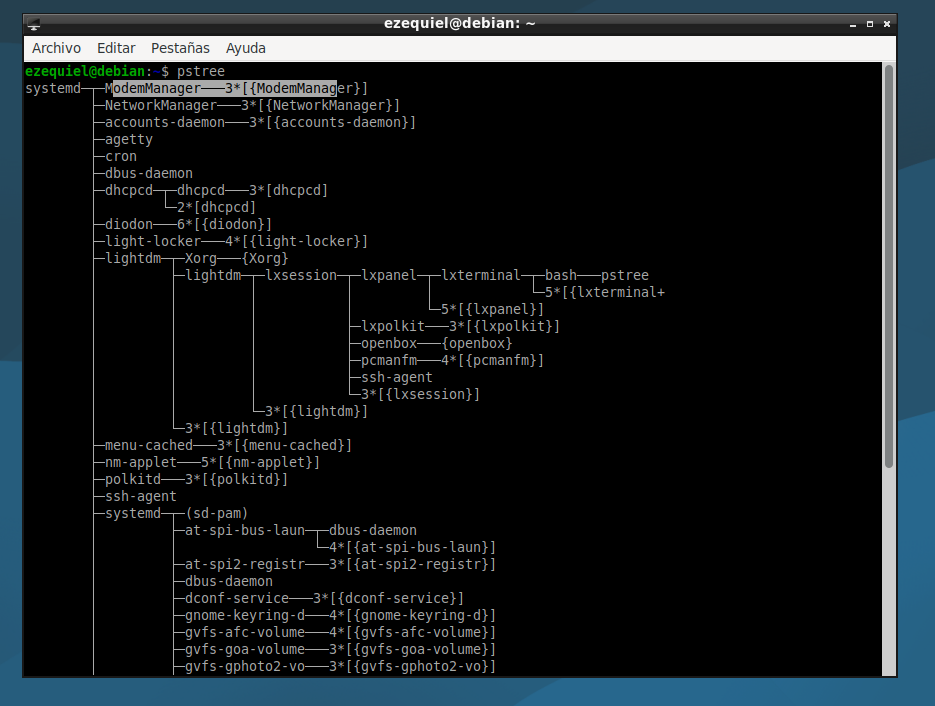 ezequiel@debian: ~
Archivo Editar Pestañas Ayuda
ezequiel@debian:~$ pstree
systemd─┬─ModemManager───3*[{ModemManager}]
        ├─NetworkManager───3*[{NetworkManager}]
        ├─accounts-daemon───3*[{accounts-daemon}]
        ├─agetty
        ├─cron
        ├─dbus-daemon
        ├─dhcpcd─┬─dhcpcd───3*[dhcpcd]
        │        └─2*[dhcpcd]
        ├─diodon───6*[{diodon}]
        ├─light-locker───4*[{light-locker}]
        ├─lightdm─┬─Xorg───{Xorg}
        │         ├─lightdm─┬─lxsession─┬─lxpanel─┬─lxterminal─┬─bash───pstree
        │         │         │           │         │            └─5*[{lxterminal+
        │         │         │           │         └─5*[{lxpanel}]
        │         │         │           ├─lxpolkit───3*[{lxpolkit}]
        │         │         │           ├─openbox───{openbox}
        │         │         │           ├─pcmanfm───4*[{pcmanfm}]
        │         │         │           ├─ssh-agent
        │         │         │           └─3*[{lxsession}]
        │         │         └─3*[{lightdm}]
        │         └─3*[{lightdm}]
        ├─menu-cached───3*[{menu-cached}]
        ├─nm-applet───5*[{nm-applet}]
        ├─polkitd───3*[{polkitd}]
        ├─ssh-agent
        ├─systemd─┬─(sd-pam)
        │         ├─at-spi-bus-laun─┬─dbus-daemon
        │         │                 └─4*[{at-spi-bus-laun}]
        │         ├─at-spi2-registr───3*[{at-spi2-registr}]
        │         ├─dbus-daemon
        │         ├─dconf-service───3*[{dconf-service}]
        │         ├─gnome-keyring-d───4*[{gnome-keyring-d}]
        │         ├─gvfs-afc-volume───4*[{gvfs-afc-volume}]
        │         ├─gvfs-goa-volume───3*[{gvfs-goa-volume}]
        │         ├─gvfs-gphoto2-vo───3*[{gvfs-gphoto2-vo}]